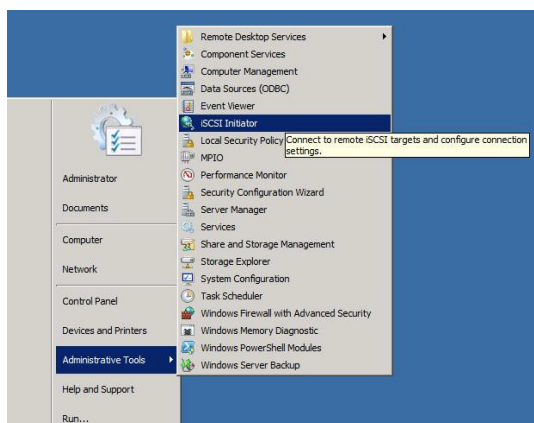 Remote Desktop Services
Component Services
Computer Management
Data Sources (ODBC)
Event Viewer
iSCSI Initiator
Local Security Policy
Connect to remote iSCSI targets and configure connection
settings.
MPIO
Performance Monitor
Security Configuration Wizard
Server Manager
Services
Share and Storage Management
Storage Explorer
System Configuration
Task Scheduler
Windows Firewall with Advanced Security
Windows Memory Diagnostic
Windows PowerShell Modules
Windows Server Backup
Administrator
Documents
Computer
Network
Control Panel
Devices and Printers
Administrative Tools
Help and Support
Run...